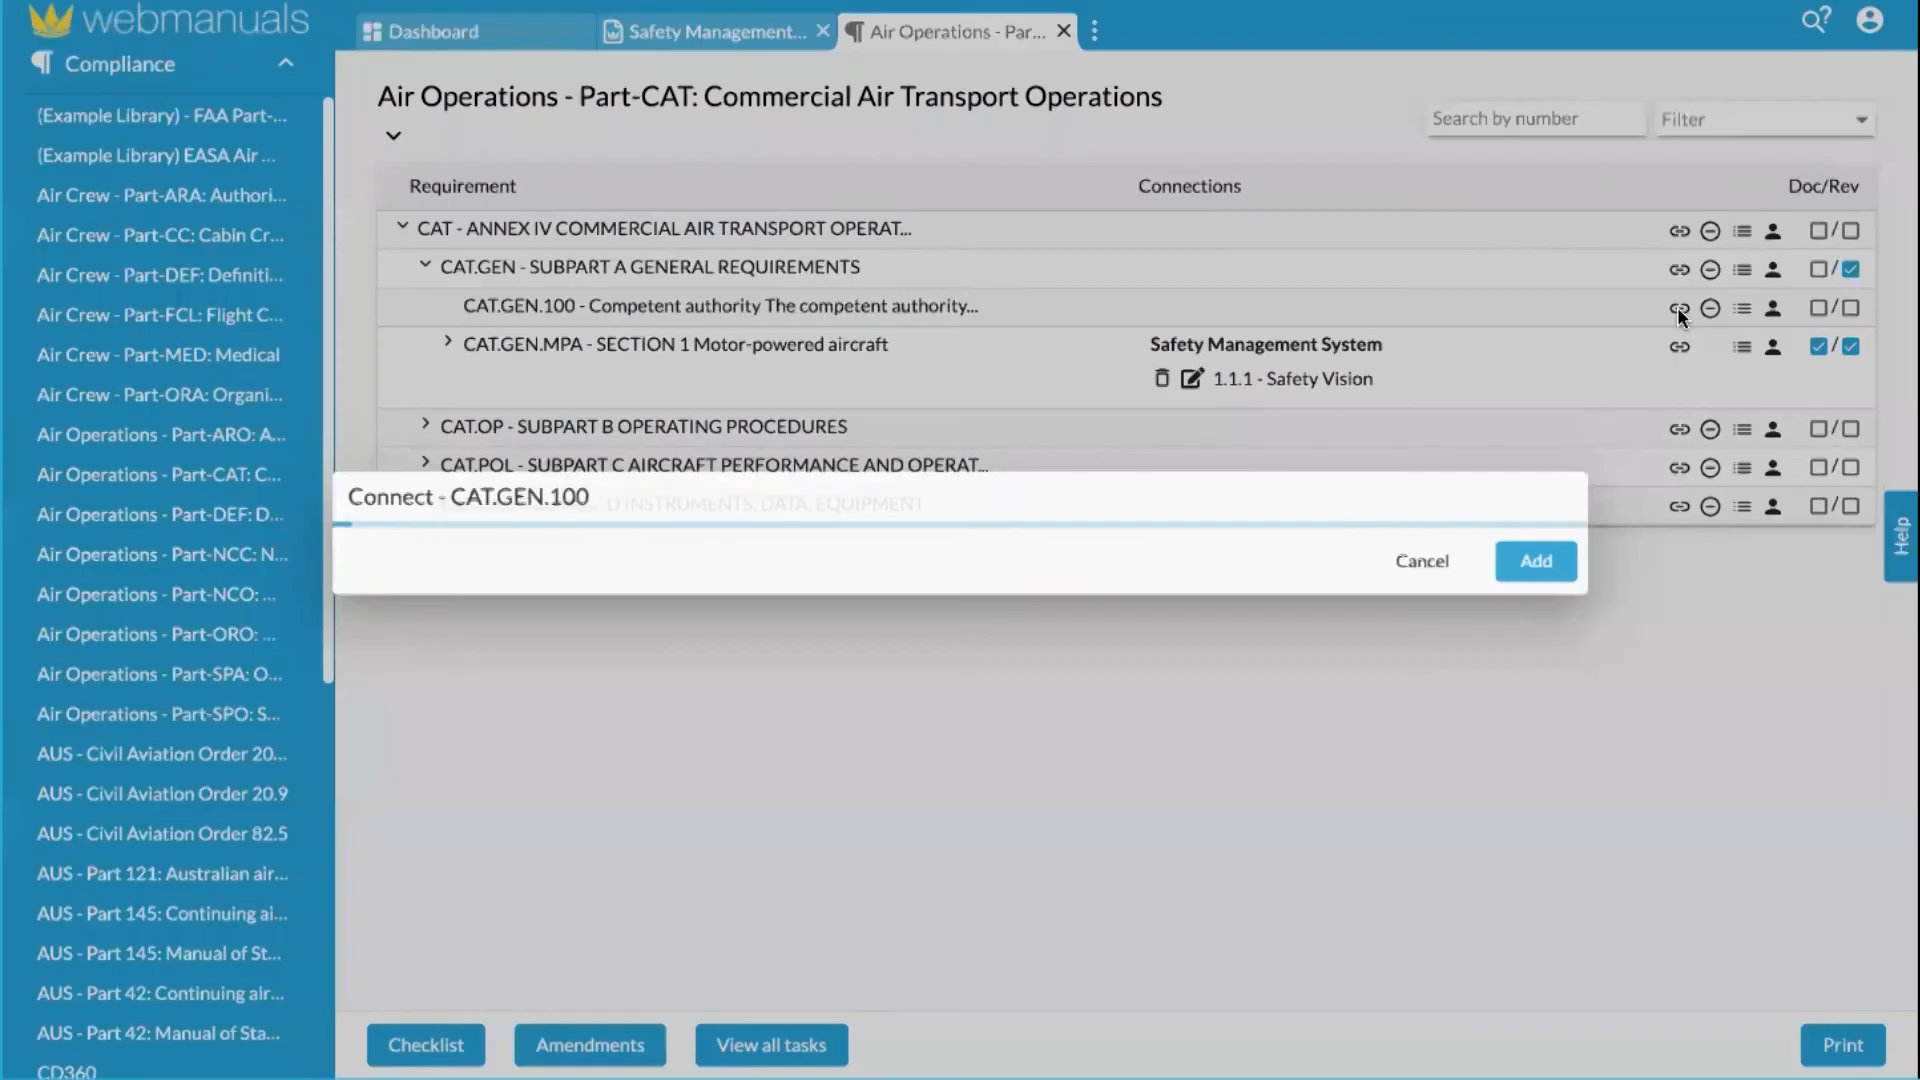 webmanuals
Dashboard
Safety Management...
Air Operations - Par...
Compliance
(Example Library) - FAA Part-...
(Example Library) EASA Air ...
Air Crew - Part-ARA: Authori...
Air Crew - Part-CC: Cabin Cr...
Air Crew - Part-DEF: Definiti...
Air Crew - Part-FCL: Flight C...
Air Crew - Part-MED: Medical
Air Crew - Part-ORA: Organi...
Air Operations - Part-ARO: A...
Air Operations - Part-CAT: C...
Air Operations - Part-DEF: D...
Air Operations - Part-NCC: N...
Air Operations - Part-NCO: ...
Air Operations - Part-ORO: ...
Air Operations - Part-SPA: O...
Air Operations - Part-SPO: S...
AUS - Civil Aviation Order 20...
AUS - Civil Aviation Order 20.9
AUS - Civil Aviation Order 82.5
AUS - Part 121: Australian air...
AUS - Part 145: Continuing ai...
AUS - Part 145: Manual of St...
AUS - Part 42: Continuing air...
AUS - Part 42: Manual of Sta...
CD360
Air Operations - Part-CAT: Commercial Air Transport Operations
Search by number
Filter
Requirement Connections Doc/Rev
CAT - ANNEX IV COMMERCIAL AIR TRANSPORT OPERAT...
/
CAT.GEN - SUBPART A GENERAL REQUIREMENTS
/
CAT.GEN.100 - Competent authority The competent authority...
/
CAT.GEN.MPA - SECTION 1 Motor-powered aircraft
Safety Management System
/
1.1.1 - Safety Vision
CAT.OP - SUBPART B OPERATING PROCEDURES
/
CAT.POL - SUBPART C AIRCRAFT PERFORMANCE AND OPERAT...
/
Connect - CAT.GEN.100
D INSTRUMENTS, DATA, EQUIPMENT
/
Cancel
Add
Help
Checklist
Amendments
View all tasks
Print